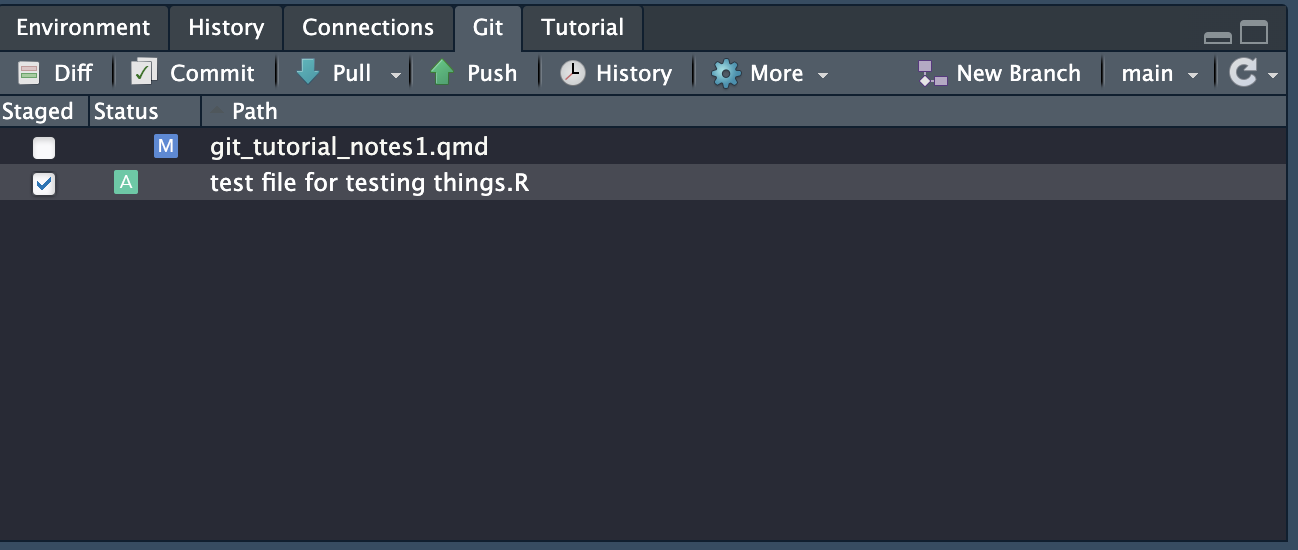 Environment History Connections Git Tutorial
Diff Commit Pull Push History More New Branch main
Staged Status Path
M git_tutorial_notes1.qmd
A test file for testing things.R